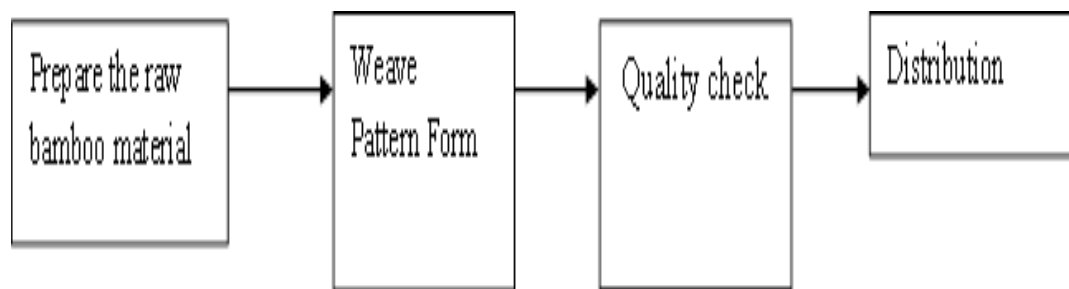 Prepare the raw
bamboo material
Weave
Pattern Form
Quality check
Distribution